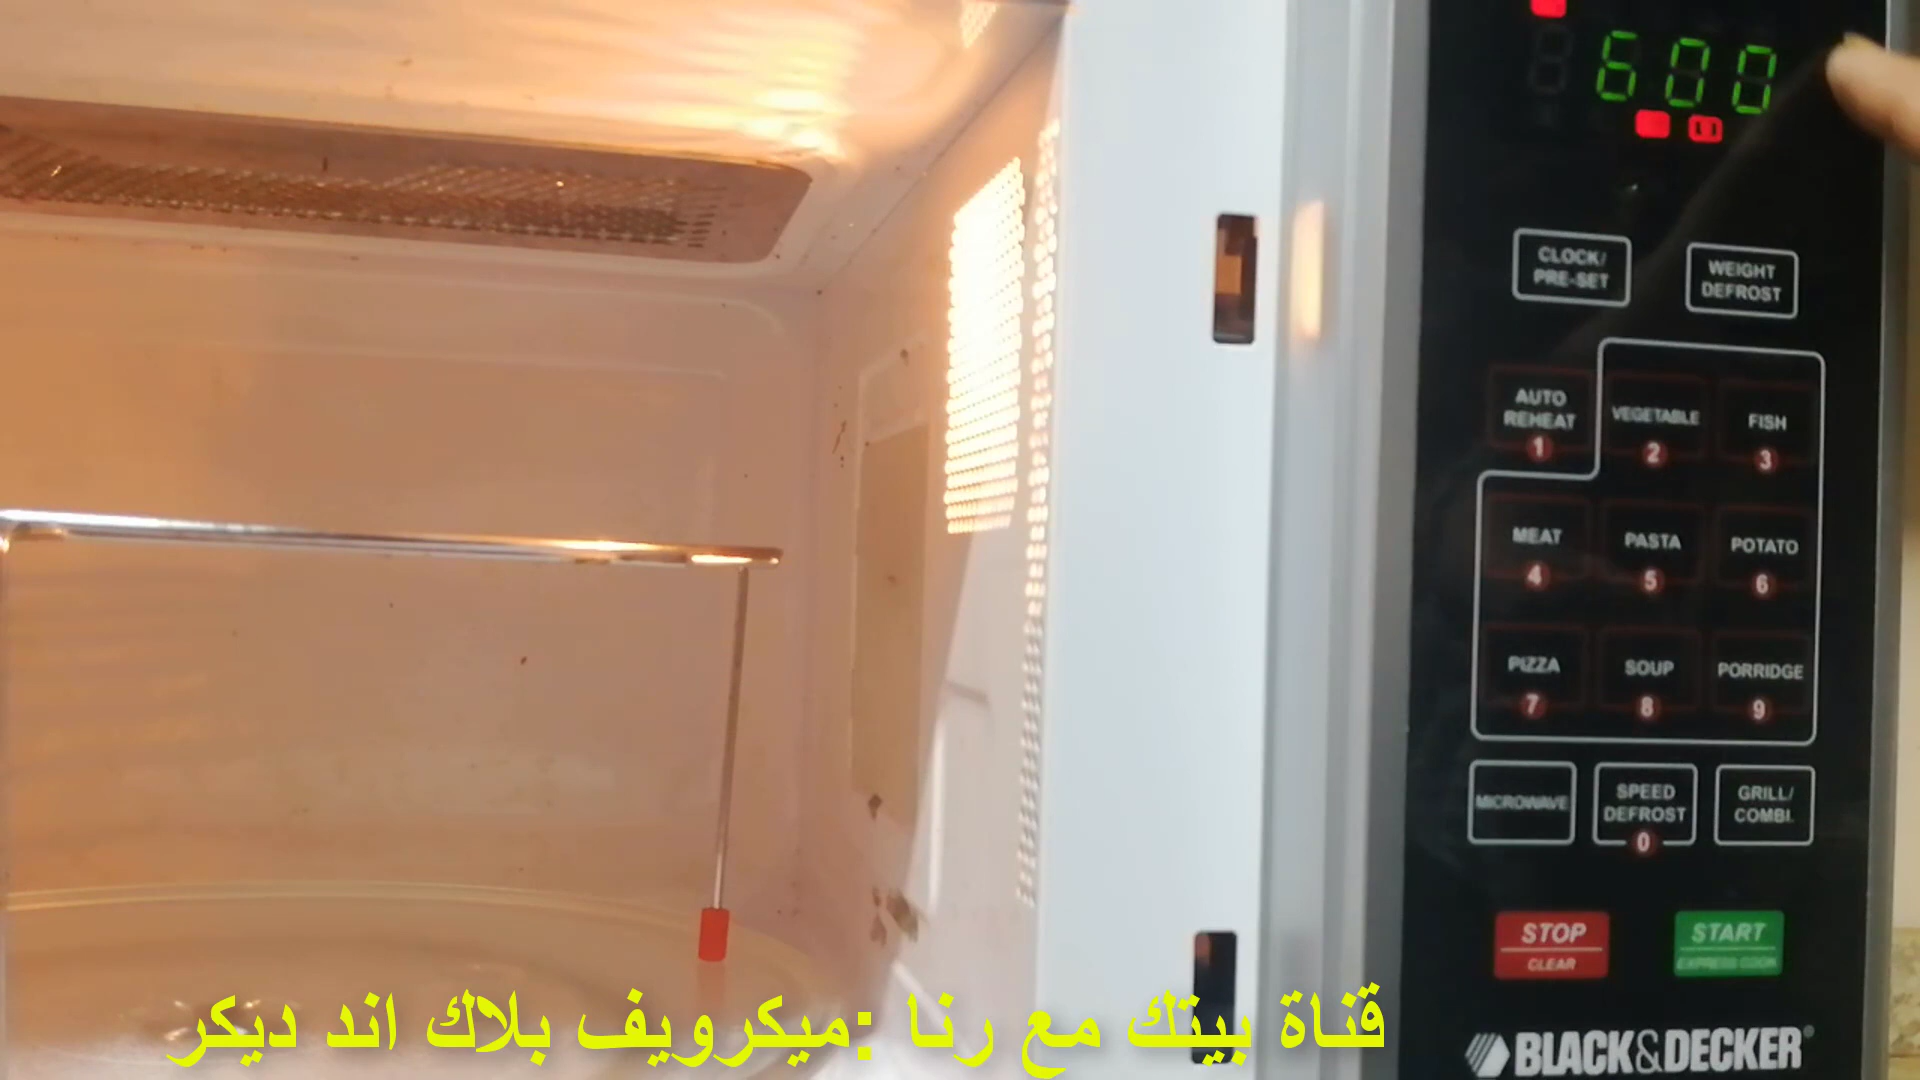 600
CLOCK/
PRE-SET
WEIGHT
DEFROST
AUTO
REHEAT
1
VEGETABLE
2
FISH
3
MEAT
4
PASTA
5
POTATO
6
PIZZA
7
SOUP
8
PORRIDGE
9
MICROWAVE
SPEED
DEFROST
0
GRILL/
COMBI.
STOP
CLEAR
START
EXPRESS COOK
BLACK&DECKER®
قناة بيتك مع رنا :ميكرويف بلاك اند ديكر